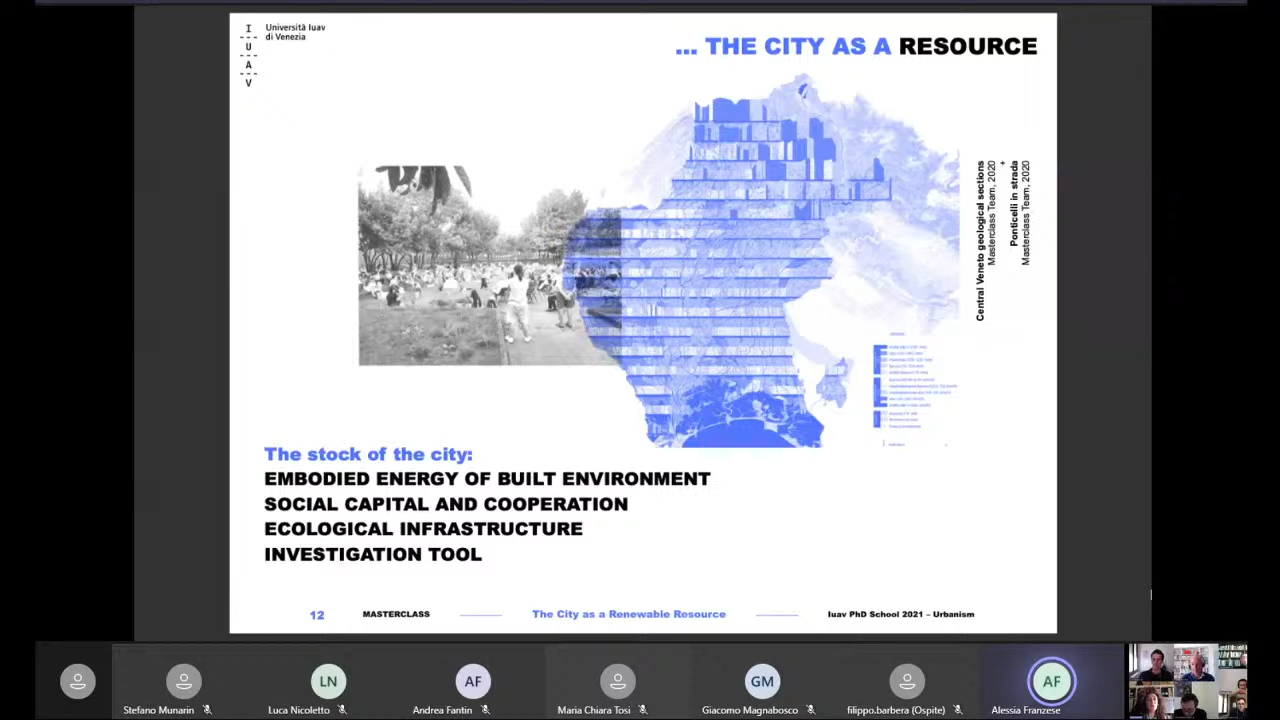 I
U
A
V
Università Iuav
di Venezia
... THE CITY AS A RESOURCE
Central Veneto geological sections
Masterclass Team, 2020
+
Ponticelli in strada
Masterclass Team, 2020
The stock of the city:
EMBODIED ENERGY OF BUILT ENVIRONMENT
SOCIAL CAPITAL AND COOPERATION
ECOLOGICAL INFRASTRUCTURE
INVESTIGATION TOOL
12 MASTERCLASS The City as a Renewable Resource Iuav PhD School 2021 – Urbanism
LN AF GM AF
Stefano Munarin Luca Nicoletto Andrea Fantin Maria Chiara Tosi Giacomo Magnabosco filippo.barbera (Ospite) Alessia Franzese